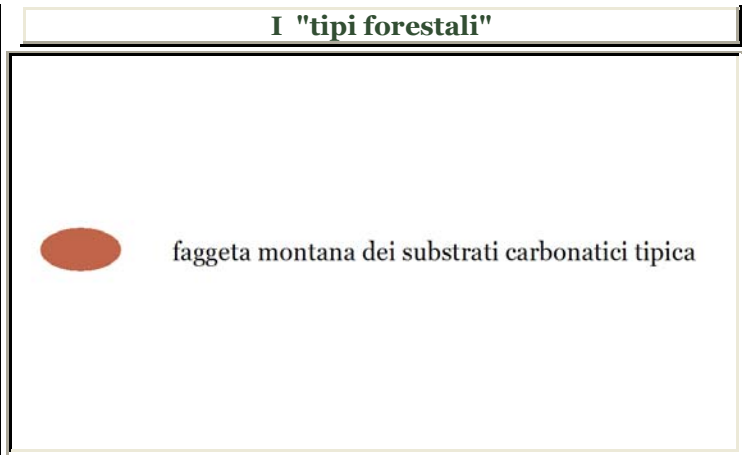 I "tipi forestali"
faggeta montana dei substrati carbonatici tipica